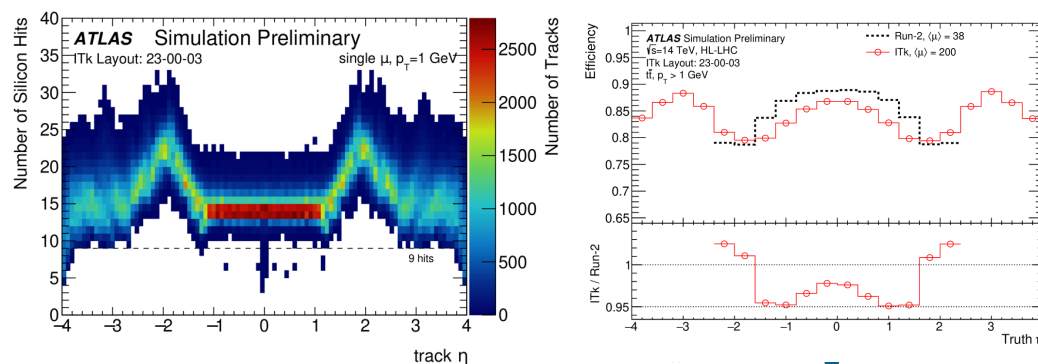 ATLAS Simulation Preliminary
ITk Layout: 23-00-03
single μ, pT=1 GeV
9 hits
Number of Silicon Hits
40
35
30
25
20
15
10
5
0
−4 −3 −2 −1 0 1 2 3 4
track η
Number of Tracks
2500
2000
1500
1000
500
0
ATLAS Simulation Preliminary
√s=14 TeV, HL-LHC
ITk Layout: 23-00-03
tt̄, pT > 1 GeV
Run-2, ⟨μ⟩ = 38
ITk, ⟨μ⟩ = 200
Efficiency
1
0.95
0.9
0.85
0.8
0.75
0.7
0.65
ITk / Run-2
1
0.95
−4 −3 −2 −1 0 1 2 3
Truth